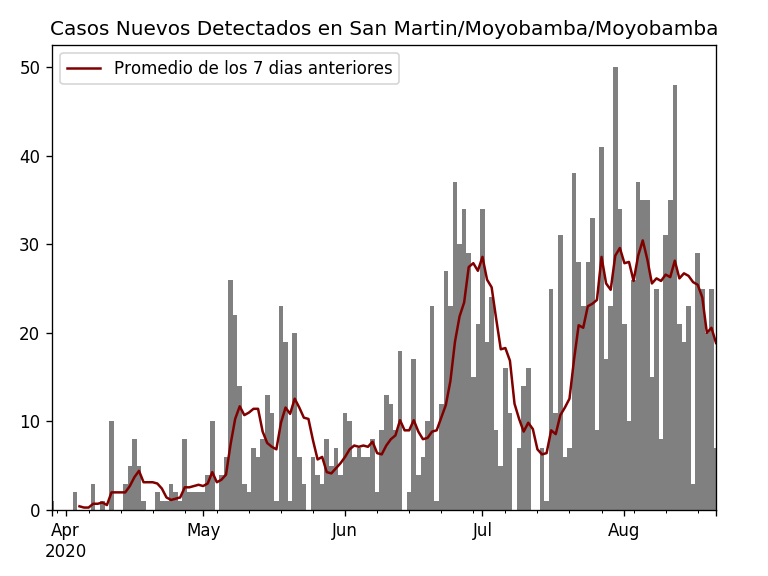 Casos Nuevos Detectados en San Martin/Moyobamba/Moyobamba
Promedio de los 7 dias anteriores
50
40
30
20
10
0
Apr May Jun Jul Aug
2020